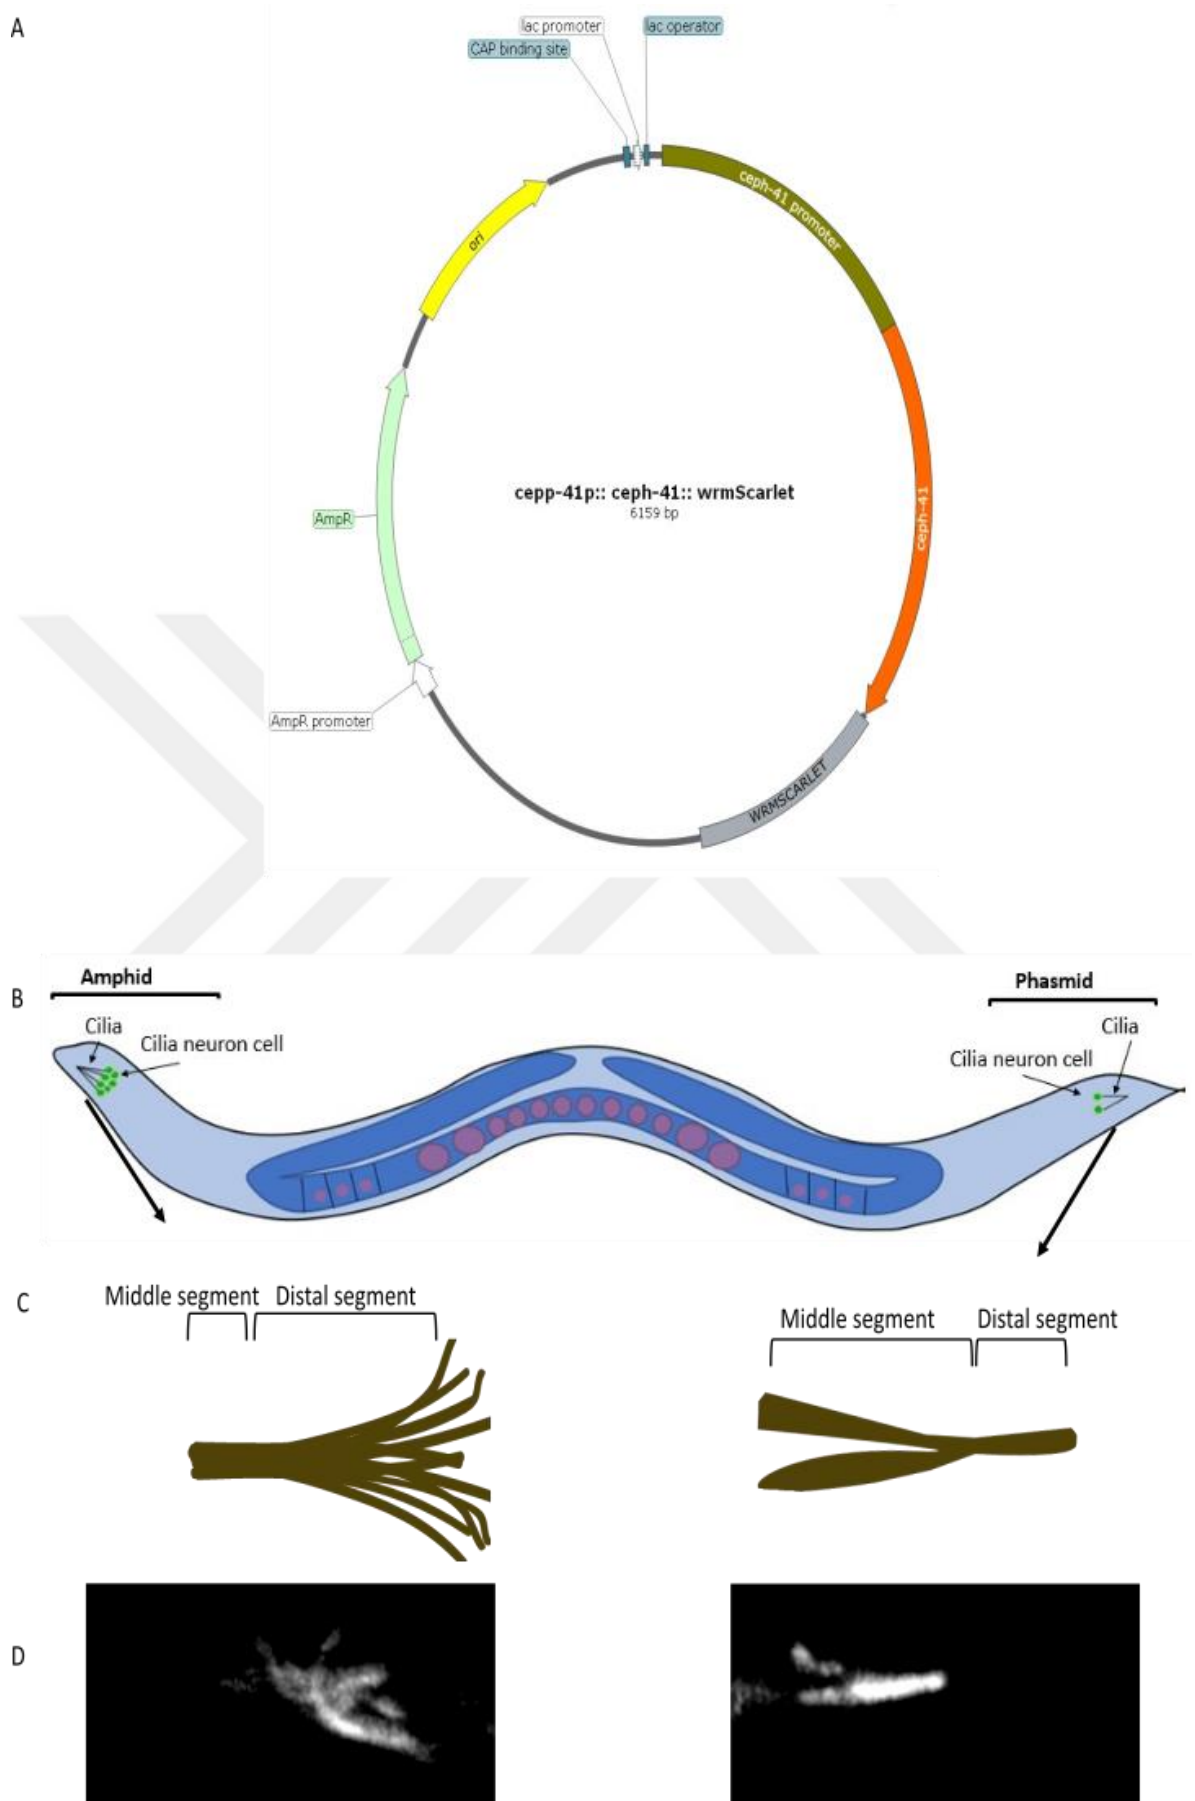 A
lac promoter
lac operator
CAP binding site
ceph-41 promoter
ori
ceph-41
cepp-41p:: ceph-41:: wrmScarlet
6159 bp
AmpR
AmpR promoter
WRMSCARLET
B
Amphid
Phasmid
Cilia
Cilia neuron cell
Cilia
Cilia neuron cell
C
Middle segment
Distal segment
Middle segment
Distal segment
D